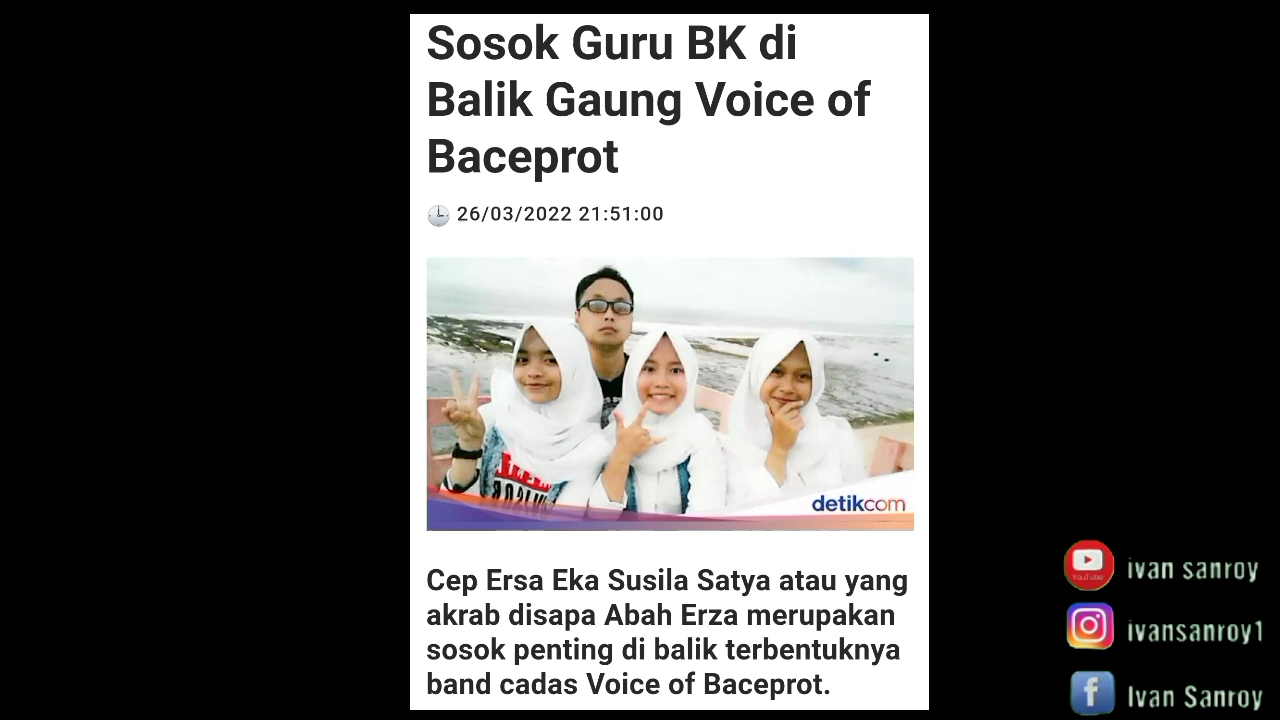 Sosok Guru BK di
Balik Gaung Voice of
Baceprot
26/03/2022 21:51:00
detikcom
Cep Ersa Eka Susila Satya atau yang
akrab disapa Abah Erza merupakan
sosok penting di balik terbentuknya
band cadas Voice of Baceprot.
YouTube
ivan sanroy
ivansanroy1
Ivan Sanroy